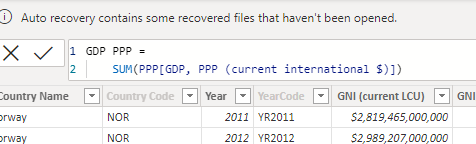 Auto recovery contains some recovered files that haven't been opened.
1 GDP PPP =
2 SUM(PPP[GDP, PPP (current international $)])
Country Name Country Code Year YearCode GNI (current LCU) GNI
orway NOR 2011 YR2011 $2,819,465,000,000
orway NOR 2012 YR2012 $2,989,207,000,000